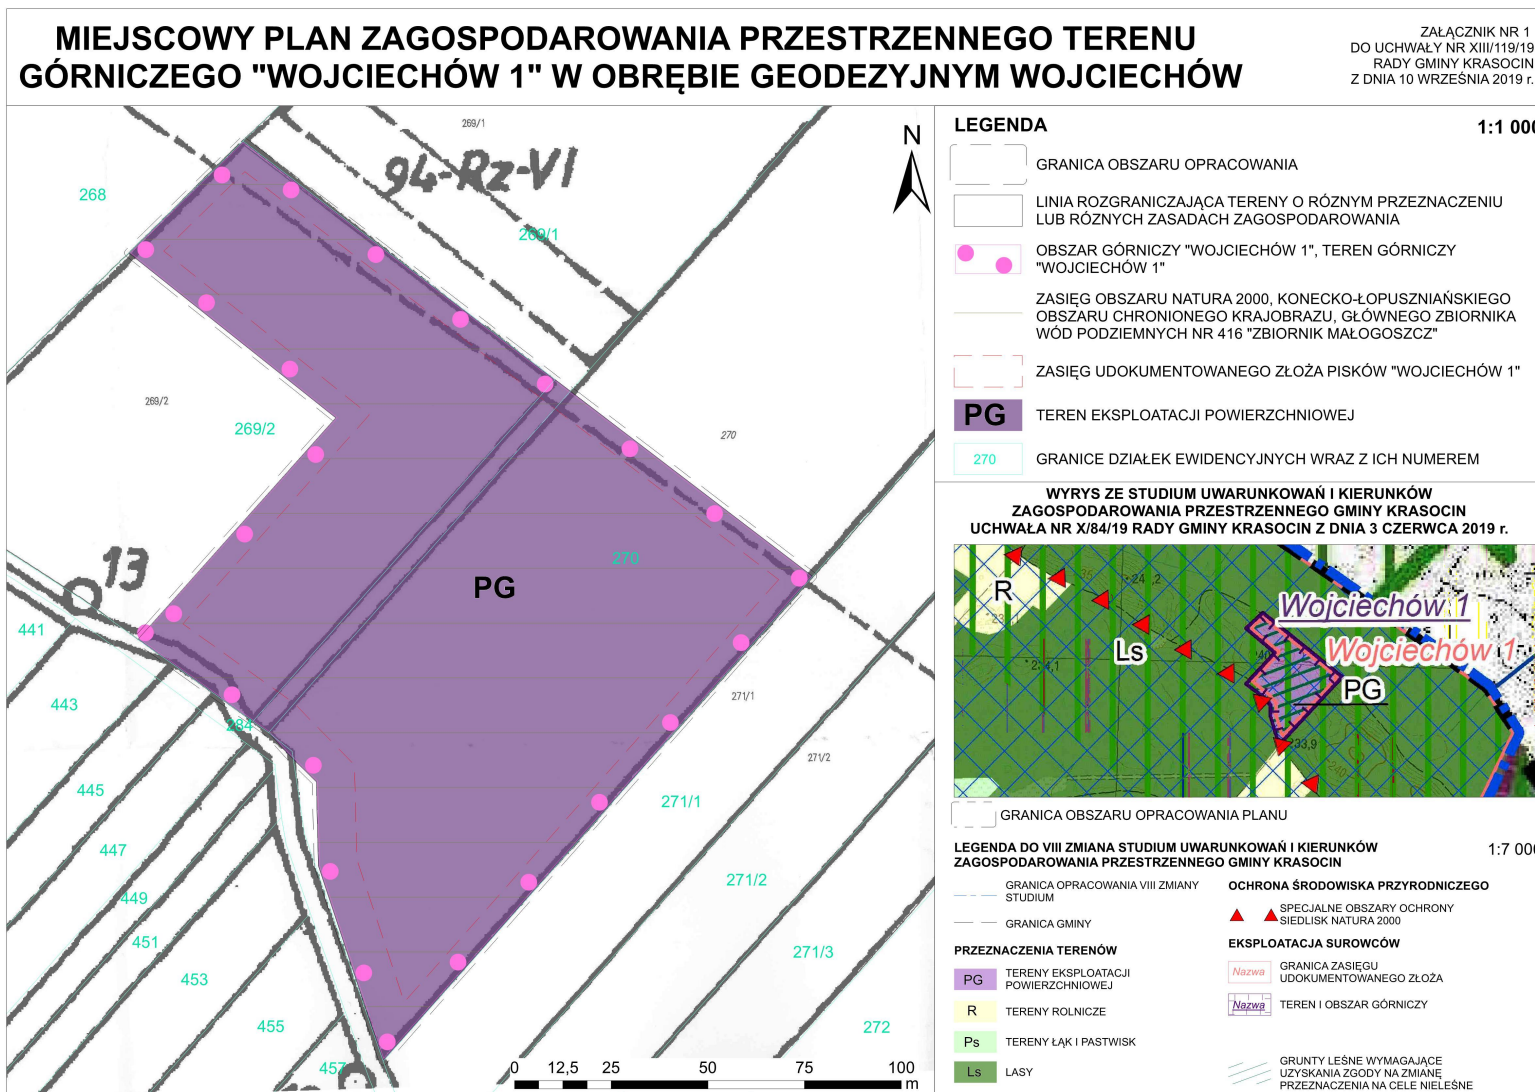 MIEJSCOWY PLAN ZAGOSPODAROWANIA PRZESTRZENNEGO TERENU
GÓRNICZEGO "WOJCIECHÓW 1" W OBRĘBIE GEODEZYJNYM WOJCIECHÓW
ZAŁĄCZNIK NR 1
DO UCHWAŁY NR XIII/119/19
RADY GMINY KRASOCIN
Z DNIA 10 WRZEŚNIA 2019 r.
269/1
94-Rz-VI
268
269/1
N
269/2
269/2
270
270
PG
13
441
443
284
445
447
449
451
453
455
457
271/1
271/2
271/1
271/2
271/3
272
0 12,5 25 50 75 100
m
LEGENDA
1:1 000
GRANICA OBSZARU OPRACOWANIA
LINIA ROZGRANICZAJĄCA TERENY O RÓZNYM PRZEZNACZENIU
LUB RÓZNYCH ZASADACH ZAGOSPODAROWANIA
OBSZAR GÓRNICZY "WOJCIECHÓW 1", TEREN GÓRNICZY
"WOJCIECHÓW 1"
ZASIĘG OBSZARU NATURA 2000, KONECKO-ŁOPUSZNIAŃSKIEGO
OBSZARU CHRONIONEGO KRAJOBRAZU, GŁÓWNEGO ZBIORNIKA
WÓD PODZIEMNYCH NR 416 "ZBIORNIK MAŁOGOSZCZ"
ZASIĘG UDOKUMENTOWANEGO ZŁOŻA PISKÓW "WOJCIECHÓW 1"
PG TEREN EKSPLOATACJI POWIERZCHNIOWEJ
270 GRANICE DZIAŁEK EWIDENCYJNYCH WRAZ Z ICH NUMEREM
WYRYS ZE STUDIUM UWARUNKOWAŃ I KIERUNKÓW
ZAGOSPODAROWANIA PRZESTRZENNEGO GMINY KRASOCIN
UCHWAŁA NR X/84/19 RADY GMINY KRASOCIN Z DNIA 3 CZERWCA 2019 r.
R
Wojciechów 1
Ls
Wojciechów 1
PG
233,9
240
GRANICA OBSZARU OPRACOWANIA PLANU
LEGENDA DO VIII ZMIANA STUDIUM UWARUNKOWAŃ I KIERUNKÓW
ZAGOSPODAROWANIA PRZESTRZENNEGO GMINY KRASOCIN
1:7 000
GRANICA OPRACOWANIA VIII ZMIANY
STUDIUM
GRANICA GMINY
PRZEZNACZENIA TERENÓW
PG TERENY EKSPLOATACJI
POWIERZCHNIOWEJ
R TERENY ROLNICZE
Ps TERENY ŁĄK I PASTWISK
Ls LASY
OCHRONA ŚRODOWISKA PRZYRODNICZEGO
SPECJALNE OBSZARY OCHRONY
SIEDLISK NATURA 2000
EKSPLOATACJA SUROWCÓW
Nazwa GRANICA ZASIĘGU
UDOKUMENTOWANEGO ZŁOŻA
Nazwa TEREN I OBSZAR GÓRNICZY
GRUNTY LEŚNE WYMAGAJĄCE
UZYSKANIA ZGODY NA ZMIANĘ
PRZEZNACZENIA NA CELE NIELEŚNE